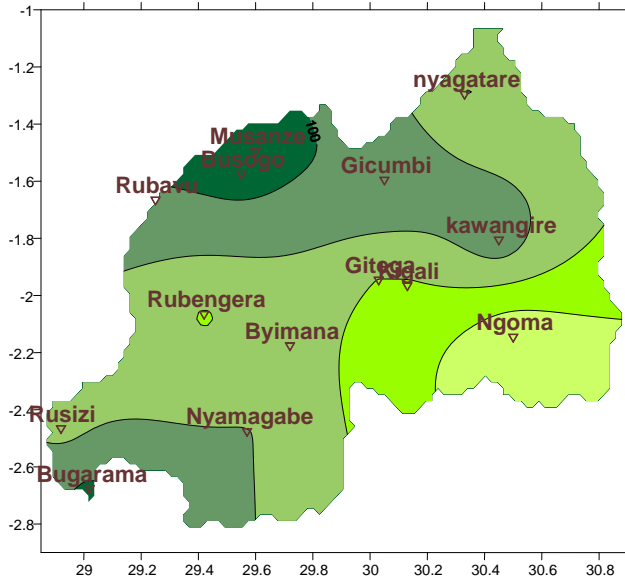 -1
-1.2
nyagatare
-1.4
100
Musanze
Busogo
Gicumbi
-1.6
Rubavu
-1.8
kawangire
Gitega
Kigali
-2
Rubengera
Ngoma
Byimana
-2.2
-2.4
Rusizi
Nyamagabe
-2.6
Bugarama
-2.8
29 29.2 29.4 29.6 29.8 30 30.2 30.4 30.6 30.8